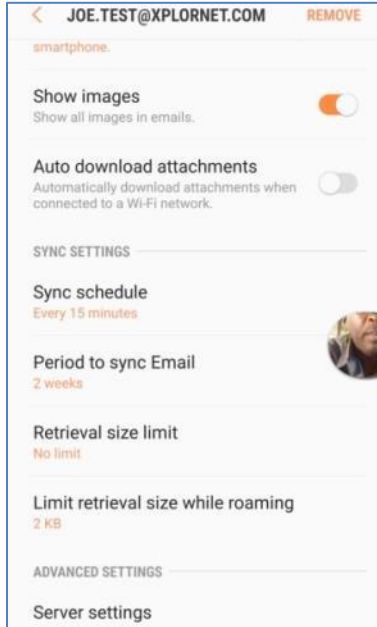 JOE.TEST@XPLORNET.COM REMOVE
smartphone.
Show images
Show all images in emails.
Auto download attachments
Automatically download attachments when
connected to a Wi-Fi network.
SYNC SETTINGS
Sync schedule
Every 15 minutes
Period to sync Email
2 weeks
Retrieval size limit
No limit
Limit retrieval size while roaming
2 KB
ADVANCED SETTINGS
Server settings